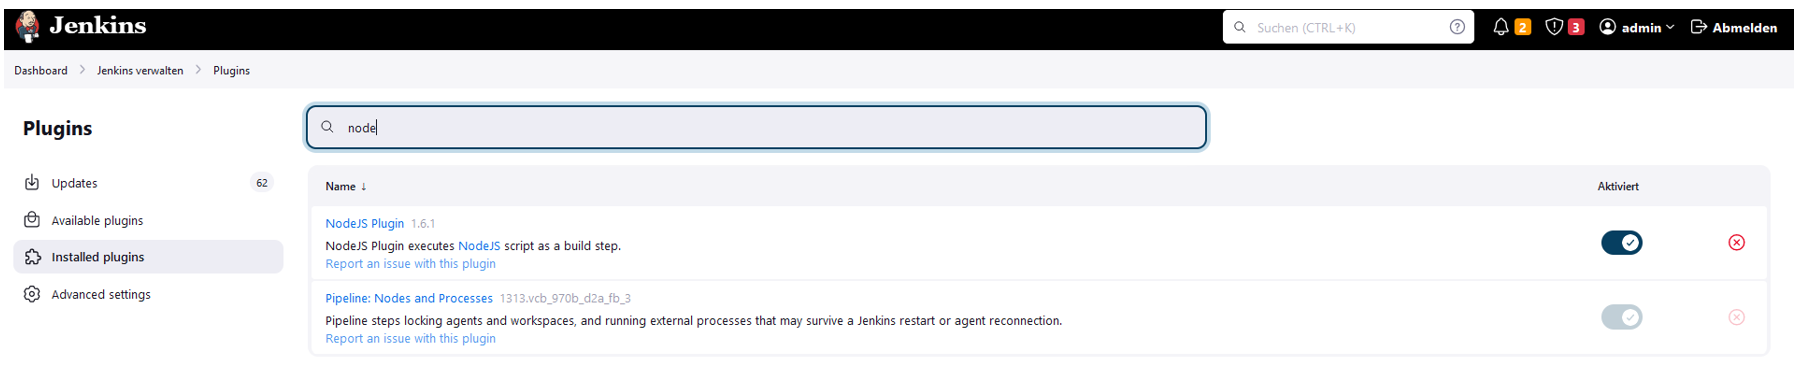 Jenkins
Suchen (CTRL+K)
2
3
admin
Abmelden
Dashboard
Jenkins verwalten
Plugins
Plugins
node
Updates
62
Available plugins
Installed plugins
Advanced settings
Name ↓
Aktiviert
NodeJS Plugin 1.6.1
NodeJS Plugin executes NodeJS script as a build step.
Report an issue with this plugin
Pipeline: Nodes and Processes 1313.vcb_970b_d2a_fb_3
Pipeline steps locking agents and workspaces, and running external processes that may survive a Jenkins restart or agent reconnection.
Report an issue with this plugin